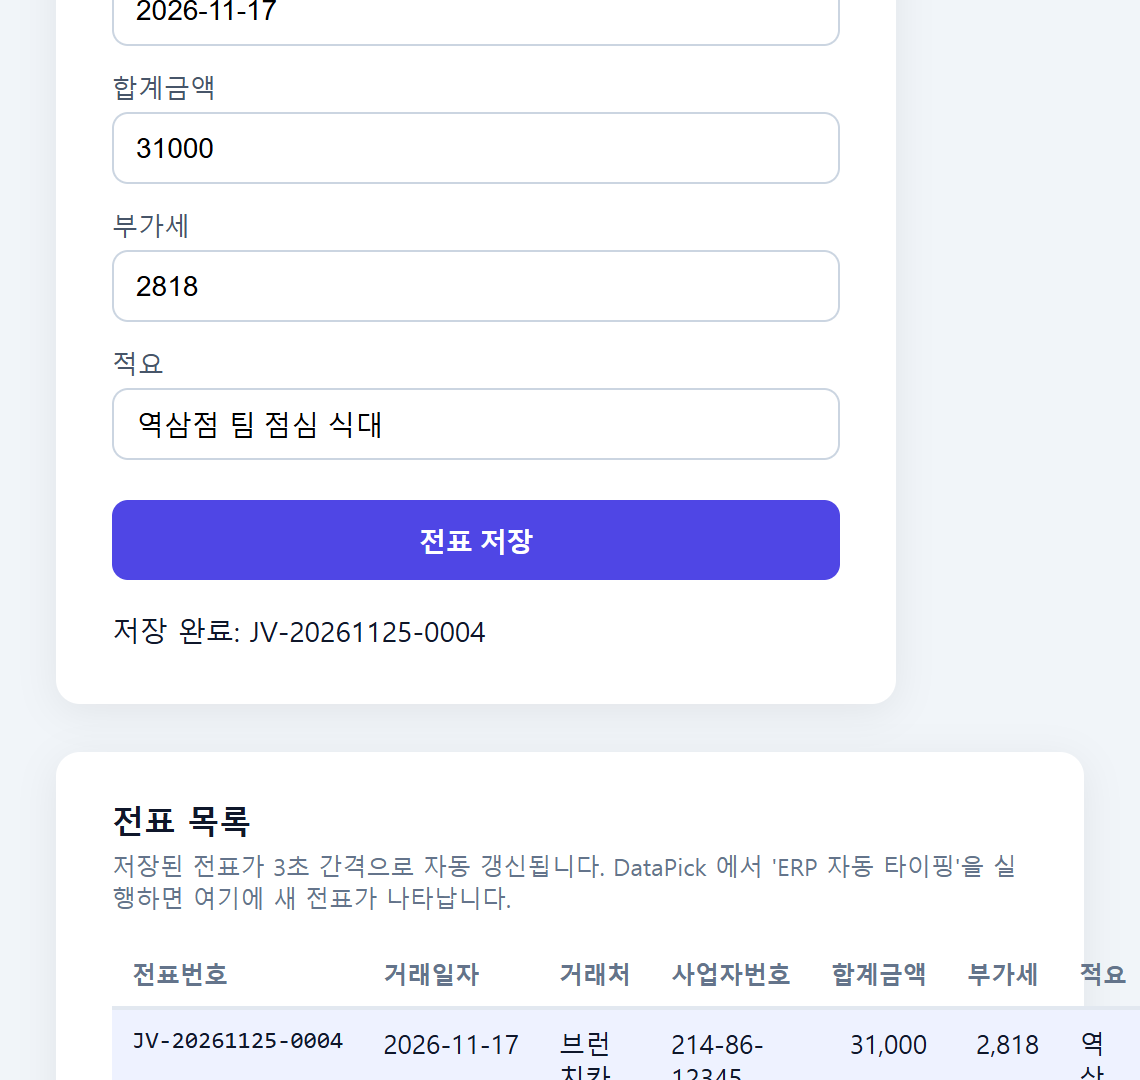 2026-11-17
합계금액
31000
부가세
2818
적요
역삼점 팀 점심 식대
전표 저장
저장 완료: JV-20261125-0004
전표 목록
저장된 전표가 3초 간격으로 자동 갱신됩니다. DataPick 에서 'ERP 자동 타이핑'을 실
행하면 여기에 새 전표가 나타납니다.
전표번호 거래일자 거래처 사업자번호 합계금액 부가세 적요
JV-20261125-0004 2026-11-17 브런 214-86- 31,000 2,818 역
치카 12345 삼